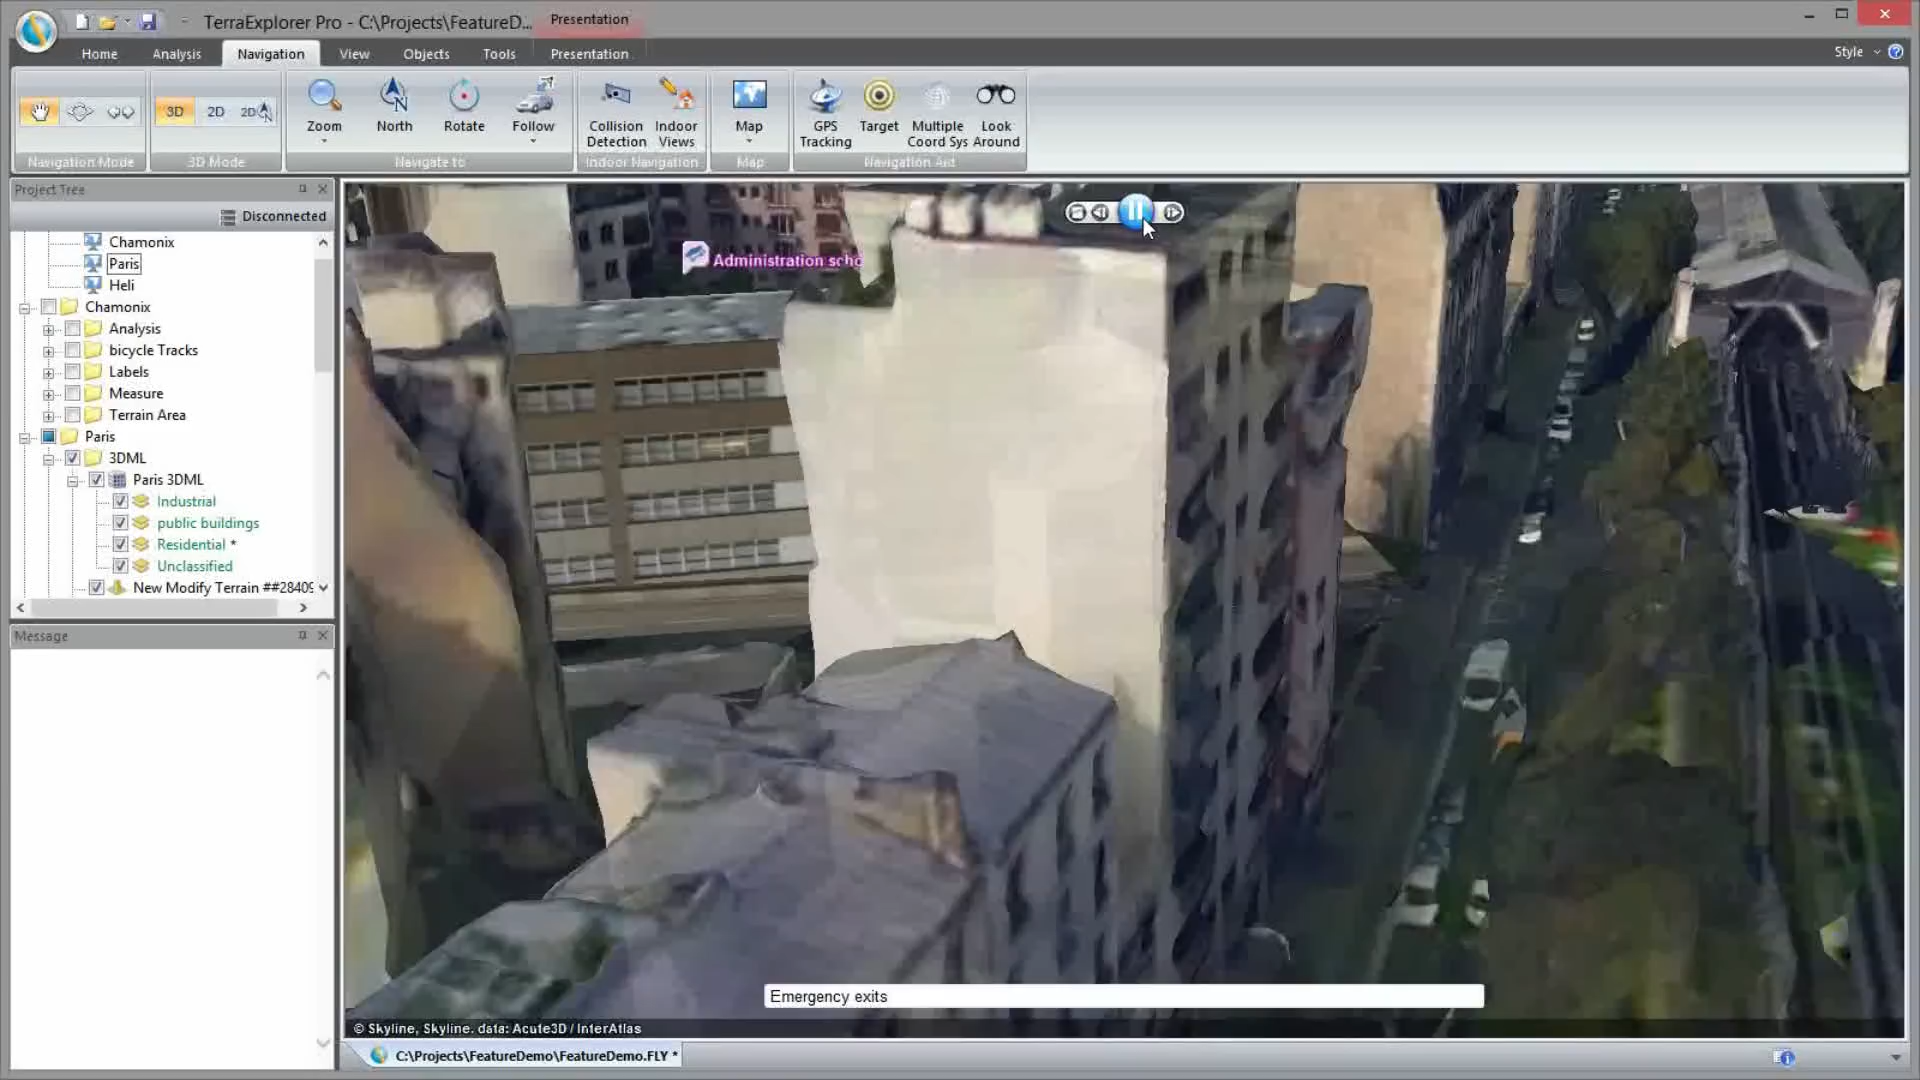 TerraExplorer Pro - C:\Projects\FeatureD...
Presentation
Home
Analysis
Navigation
View
Objects
Tools
Presentation
Style
3D
2D
2D
N
Zoom
North
Rotate
Follow
Collision Detection
Indoor Views
Map
GPS Tracking
Target
Multiple Coord Sys
Look Around
Navigation Mode
3D Mode
Navigate to
Indoor Navigation
Map
Navigation Aid
Project Tree
Disconnected
Chamonix
Paris
Heli
Chamonix
Analysis
bicycle Tracks
Labels
Measure
Terrain Area
Paris
3DML
Paris 3DML
Industrial
public buildings
Residential *
Unclassified
New Modify Terrain ##28409
Message
Administration scho
Emergency exits
© Skyline, Skyline. data: Acute3D / InterAtlas
C:\Projects\FeatureDemo\FeatureDemo.FLY *